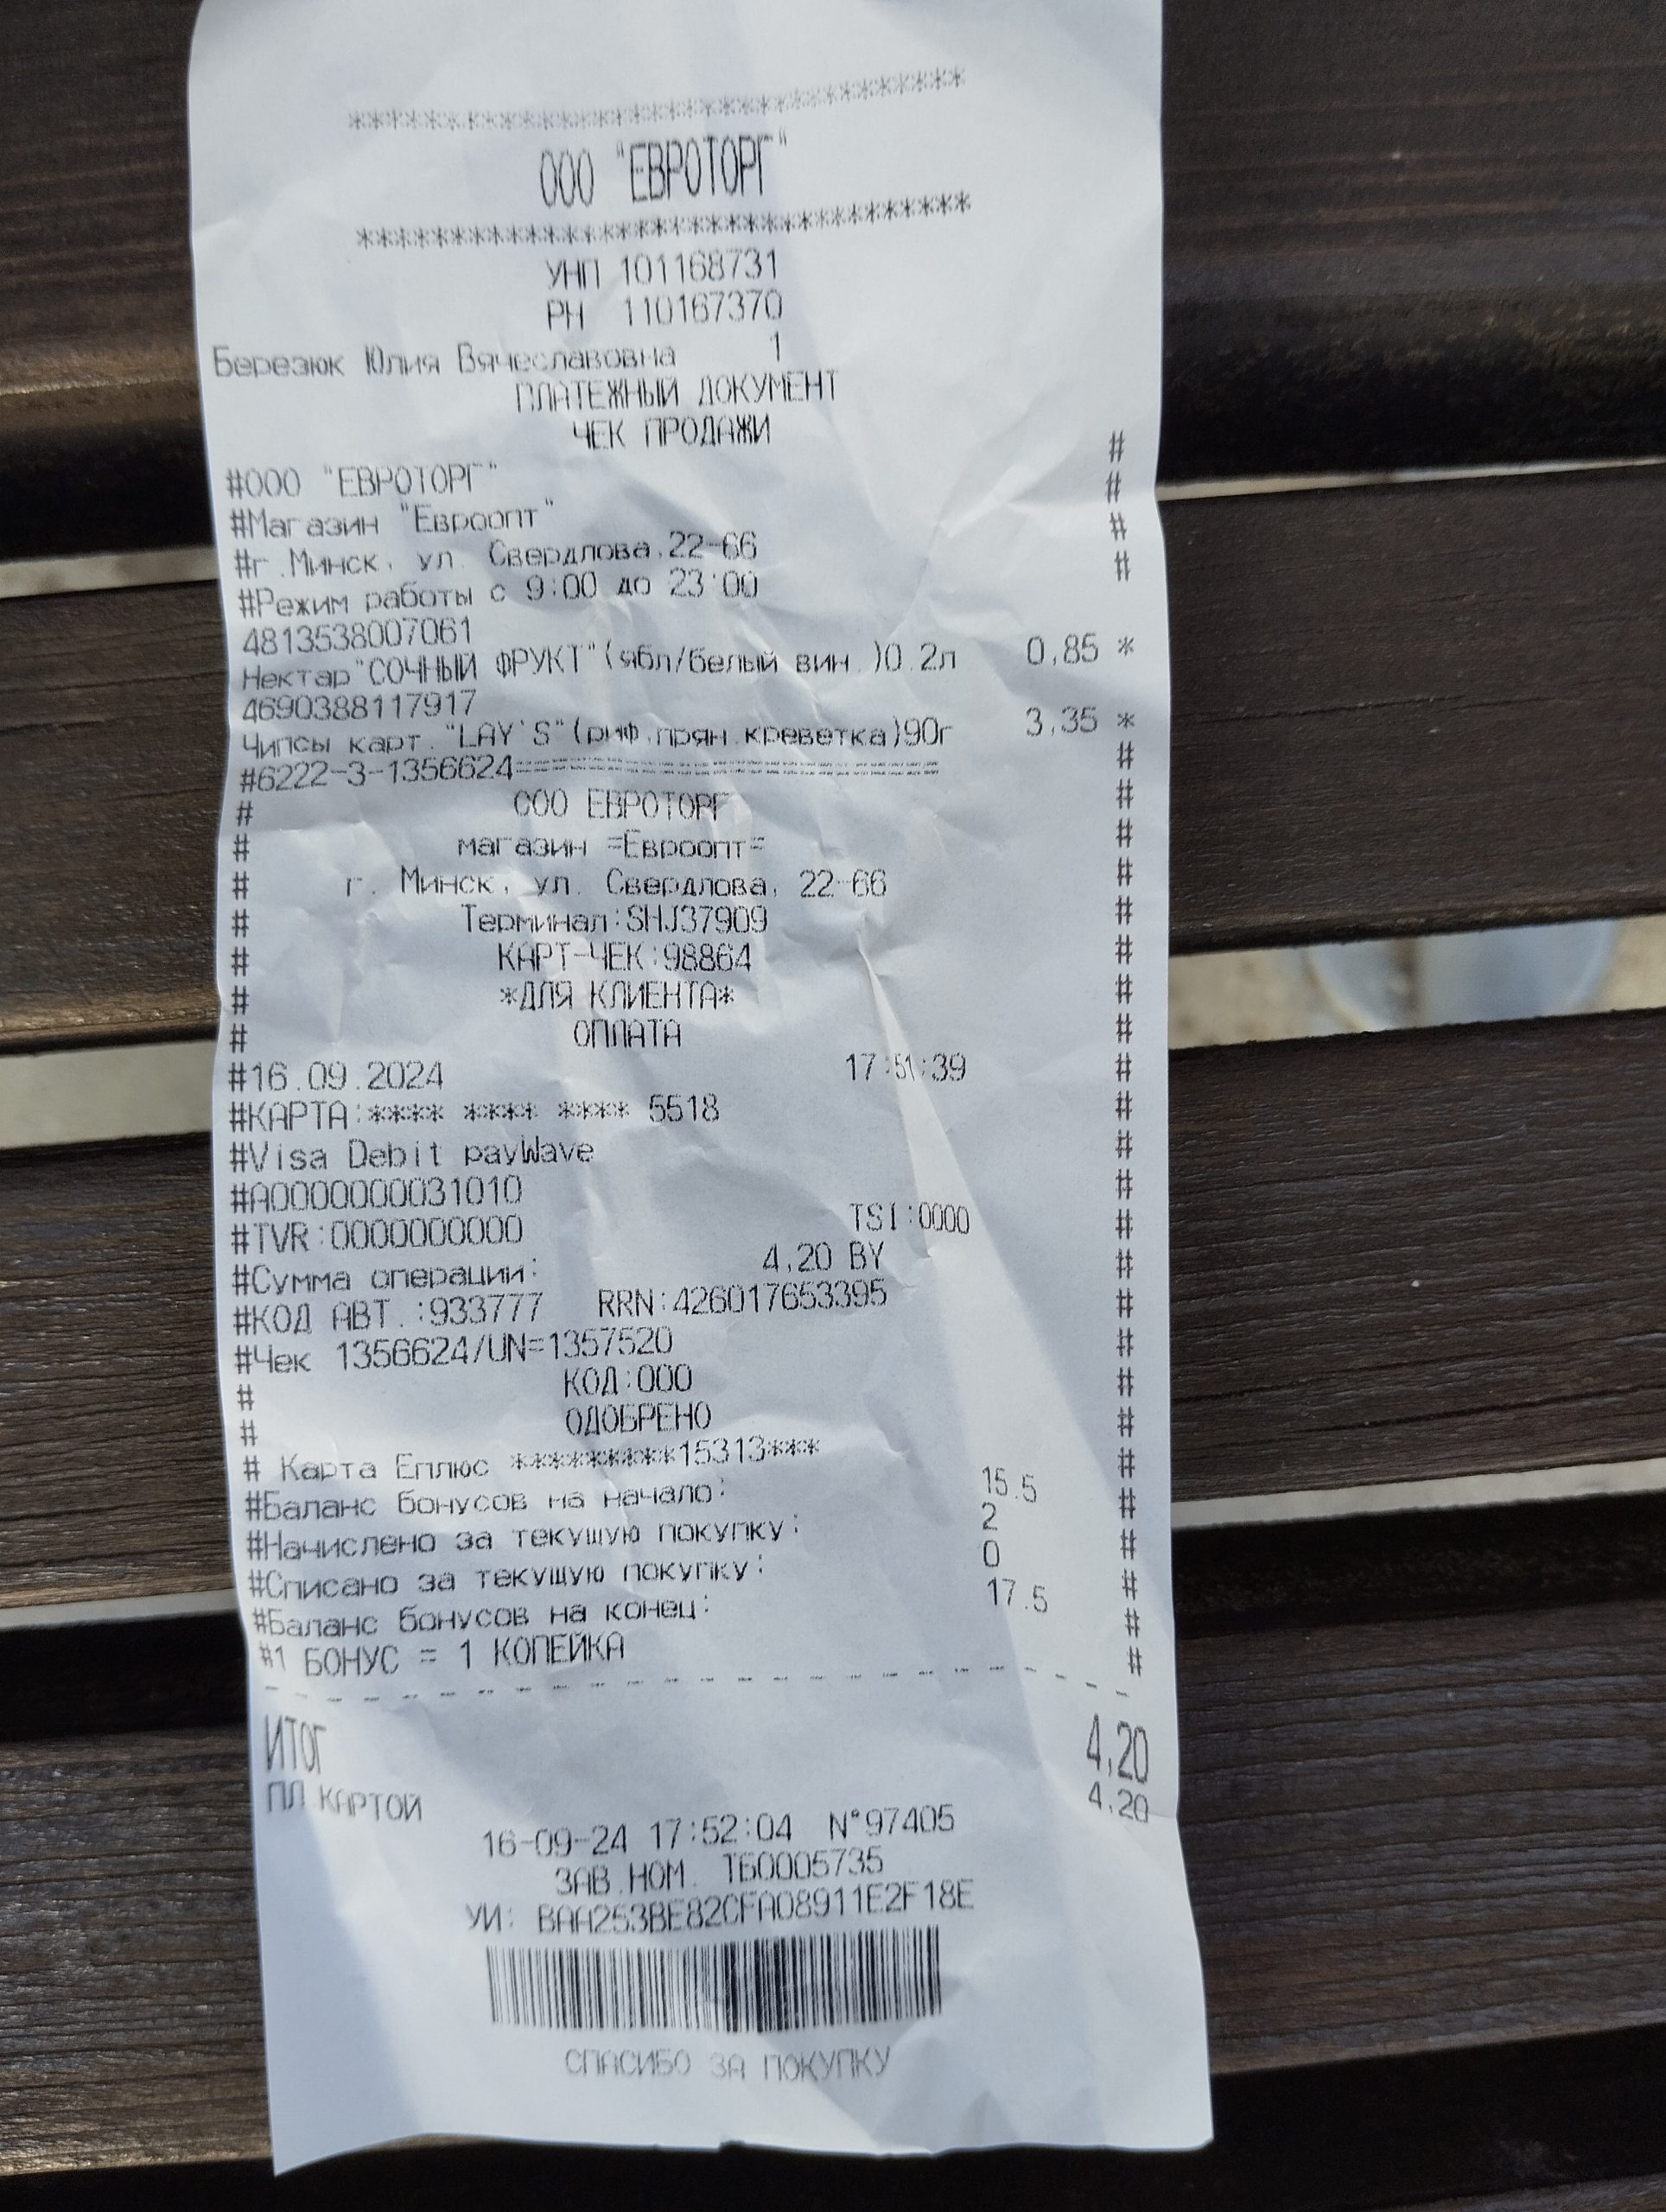 ********************************
ООО "ЕВРОТОРГ"
********************************
УНП 101168731
РН 110167370
Березюк Юлия Вячеславовна 1
ПЛАТЕЖНЫЙ ДОКУМЕНТ
ЧЕК ПРОДАЖИ
#ООО "ЕВРОТОРГ" #
#Магазин "Евроопт" #
#г.Минск, ул. Свердлова,22-66 #
#Режим работы с 9:00 до 23:00 #
4813538007061
Нектар"СОЧНЫЙ ФРУКТ"(ябл/белый вин.)0.2л 0,85 *
4690388117917
Чипсы карт."LAY'S"(риф.прян.креветка)90г 3,35 *
#6222-3-1356624================================ #
# ООО ЕВРОТОРГ #
# магазин =Евроопт= #
# г. Минск, ул. Свердлова, 22-66 #
# Терминал:SHJ37909 #
# КАРТ-ЧЕК:98864 #
# *ДЛЯ КЛИЕНТА* #
# ОПЛАТА #
#16.09.2024 17:51:39 #
#КАРТА:**** **** **** 5518 #
#Visa Debit payWave #
#A0000000031010 #
#TVR:0000000000 TSI:0000 #
#Сумма операции: 4,20 BY #
#КОД АВТ.:933777 RRN:426017653395 #
#Чек 1356624/UN=1357520 #
# КОД:000 #
# ОДОБРЕНО #
# Карта Еплюс **********15313*** #
#Баланс бонусов на начало: 15.5 #
#Начислено за текущую покупку: 2 #
#Списано за текущую покупку: 0 #
#Баланс бонусов на конец: 17.5 #
#1 БОНУС = 1 КОПЕЙКА #
- - - - - - - - - - - - - - - - - - - - - - - -
ИТОГ 4,20
ПЛ.КАРТОЙ 4,20
16-09-24 17:52:04 N°97405
ЗАВ.НОМ. ТБ0005735
УИ: BAA253BE82CFA08911E2F18E
СПАСИБО ЗА ПОКУПКУ